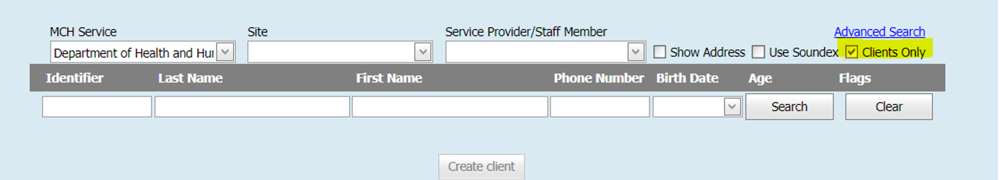 MCH Service Site Service Provider/Staff Member Advanced Search
Department of Health and Hur Show Address Use Soundex Clients Only
Identifier Last Name First Name Phone Number Birth Date Age Flags
Search Clear
Create client